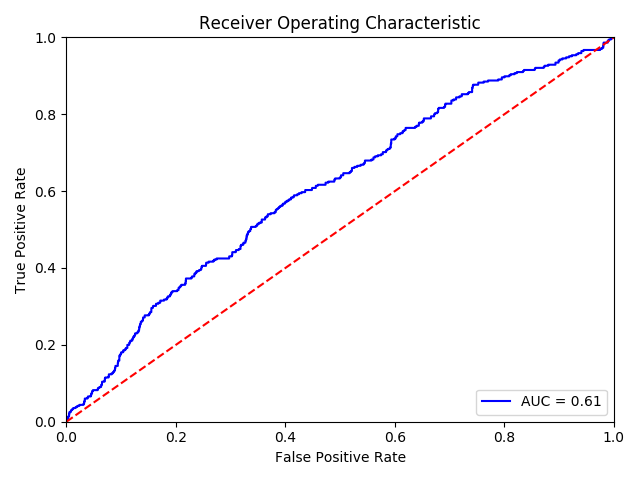 Receiver Operating Characteristic
1.0
0.8
0.6
0.4
0.2
0.0
True Positive Rate
AUC = 0.61
0.0 0.2 0.4 0.6 0.8 1.0
False Positive Rate